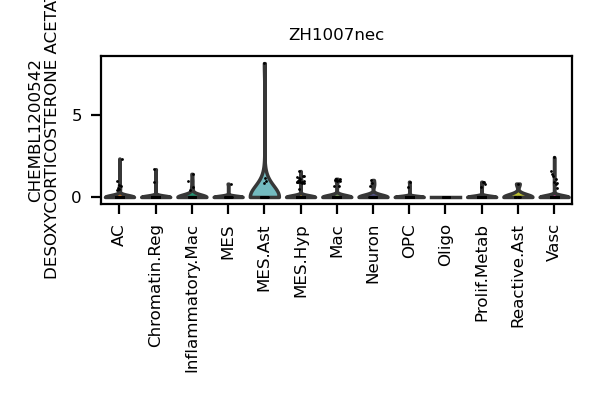 ZH1007nec
CHEMBL1200542
DESOXYCORTICOSTERONE
5
0
AC
Chromatin.Reg
Inflammatory.Mac
MES
MES.Ast
MES.Hyp
Mac
Neuron
OPC
Oligo
Prolif.Metab
Reactive.Ast
Vasc